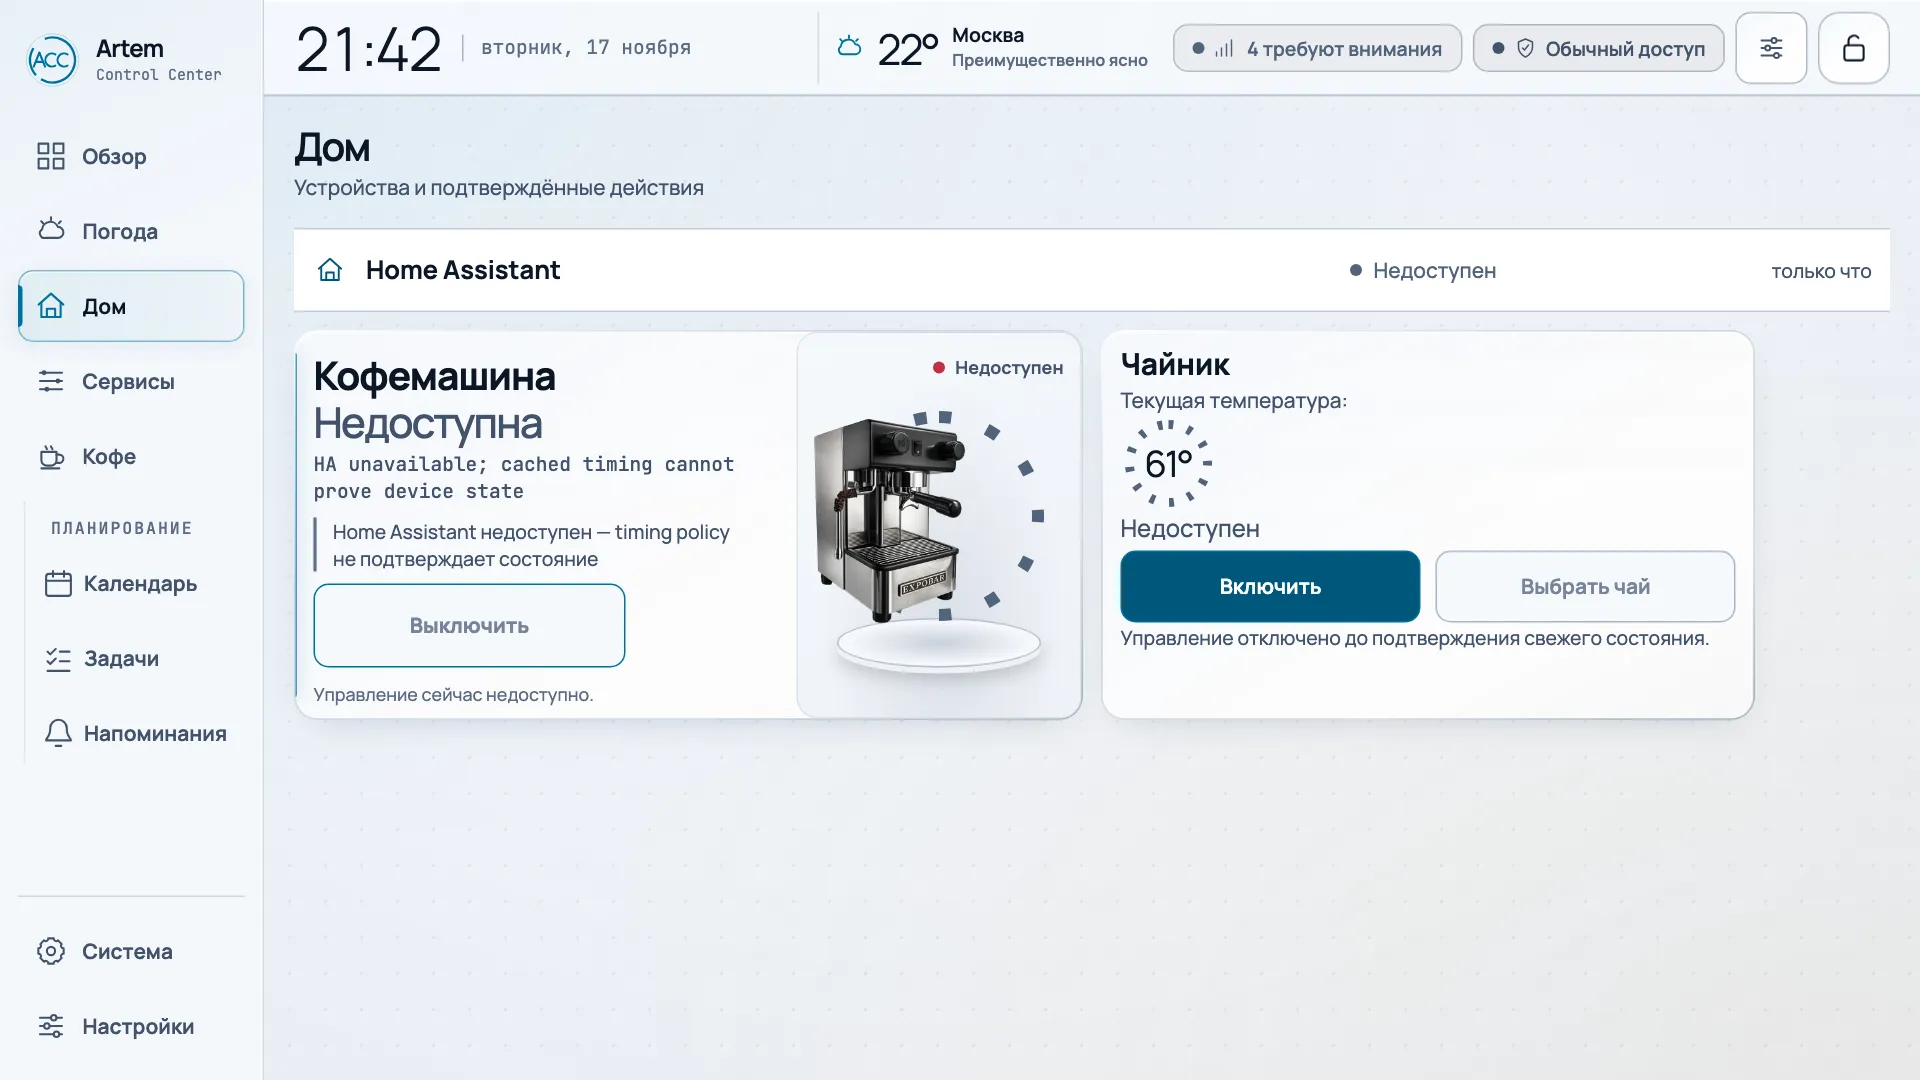 ACC
Artem
Control Center
Обзор
Погода
Дом
Сервисы
Кофе
ПЛАНИРОВАНИЕ
Календарь
Задачи
Напоминания
Система
Настройки
21:42
вторник, 17 ноября
22°
Москва
Преимущественно ясно
4 требуют внимания
Обычный доступ
Дом
Устройства и подтверждённые действия
Home Assistant
Недоступен
только что
Кофемашина
Недоступна
HA unavailable; cached timing cannot
prove device state
Home Assistant недоступен — timing policy
не подтверждает состояние
Выключить
Управление сейчас недоступно.
Недоступен
EXPOBAR
Чайник
Текущая температура:
61°
Недоступен
Включить
Выбрать чай
Управление отключено до подтверждения свежего состояния.